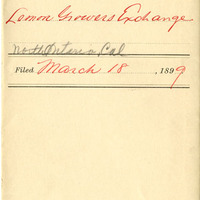 Lemon Growers Exchange
North Ontario Cal
Filed March 18, 1899